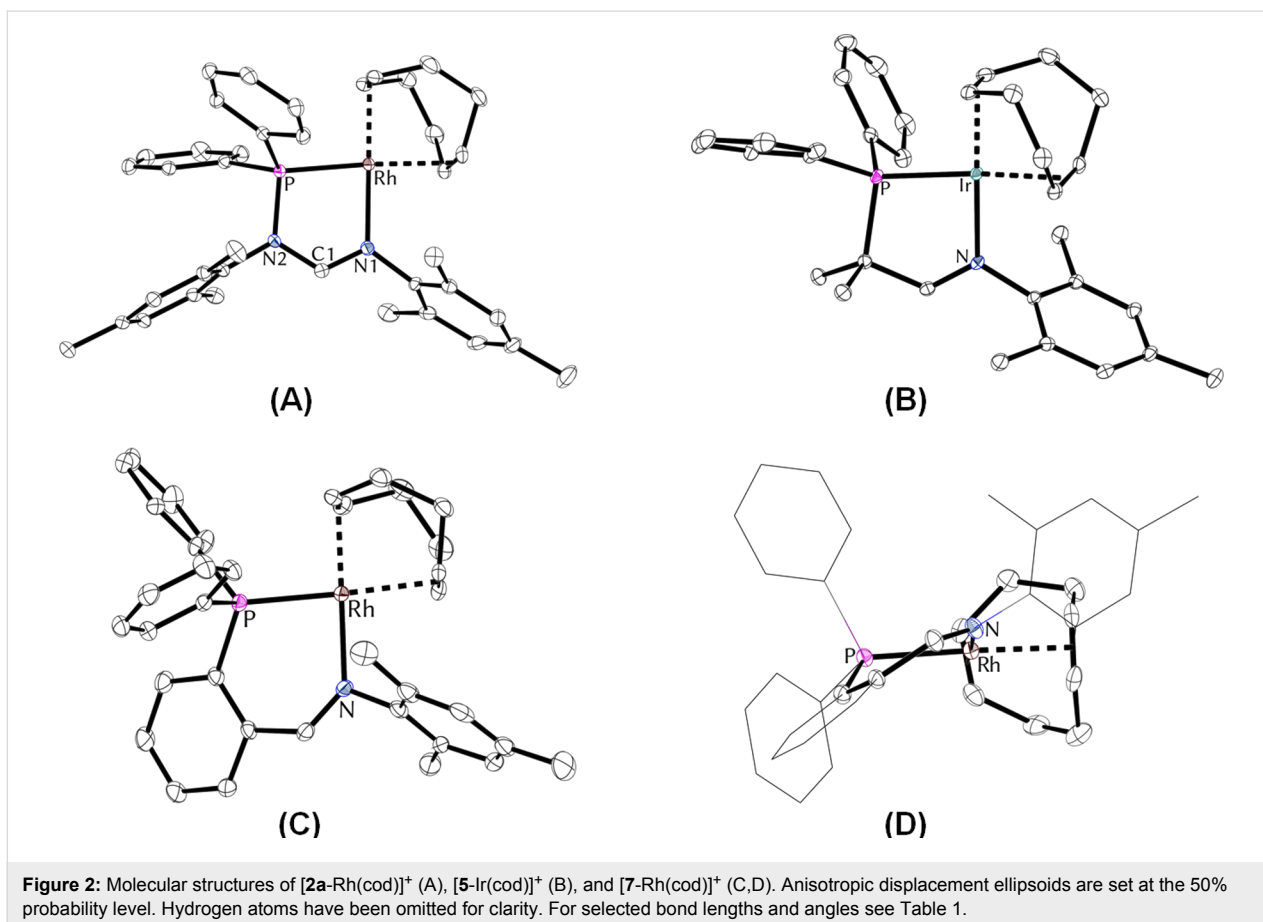 P
Rh
N2
C1
N1
(A)
P
Ir
N
(B)
P
Rh
N
(C)
P
N
Rh
(D)
Figure 2: Molecular structures of [2a-Rh(cod)]⁺ (A), [5-Ir(cod)]⁺ (B), and [7-Rh(cod)]⁺ (C,D). Anisotropic displacement ellipsoids are set at the 50%
probability level. Hydrogen atoms have been omitted for clarity. For selected bond lengths and angles see Table 1.